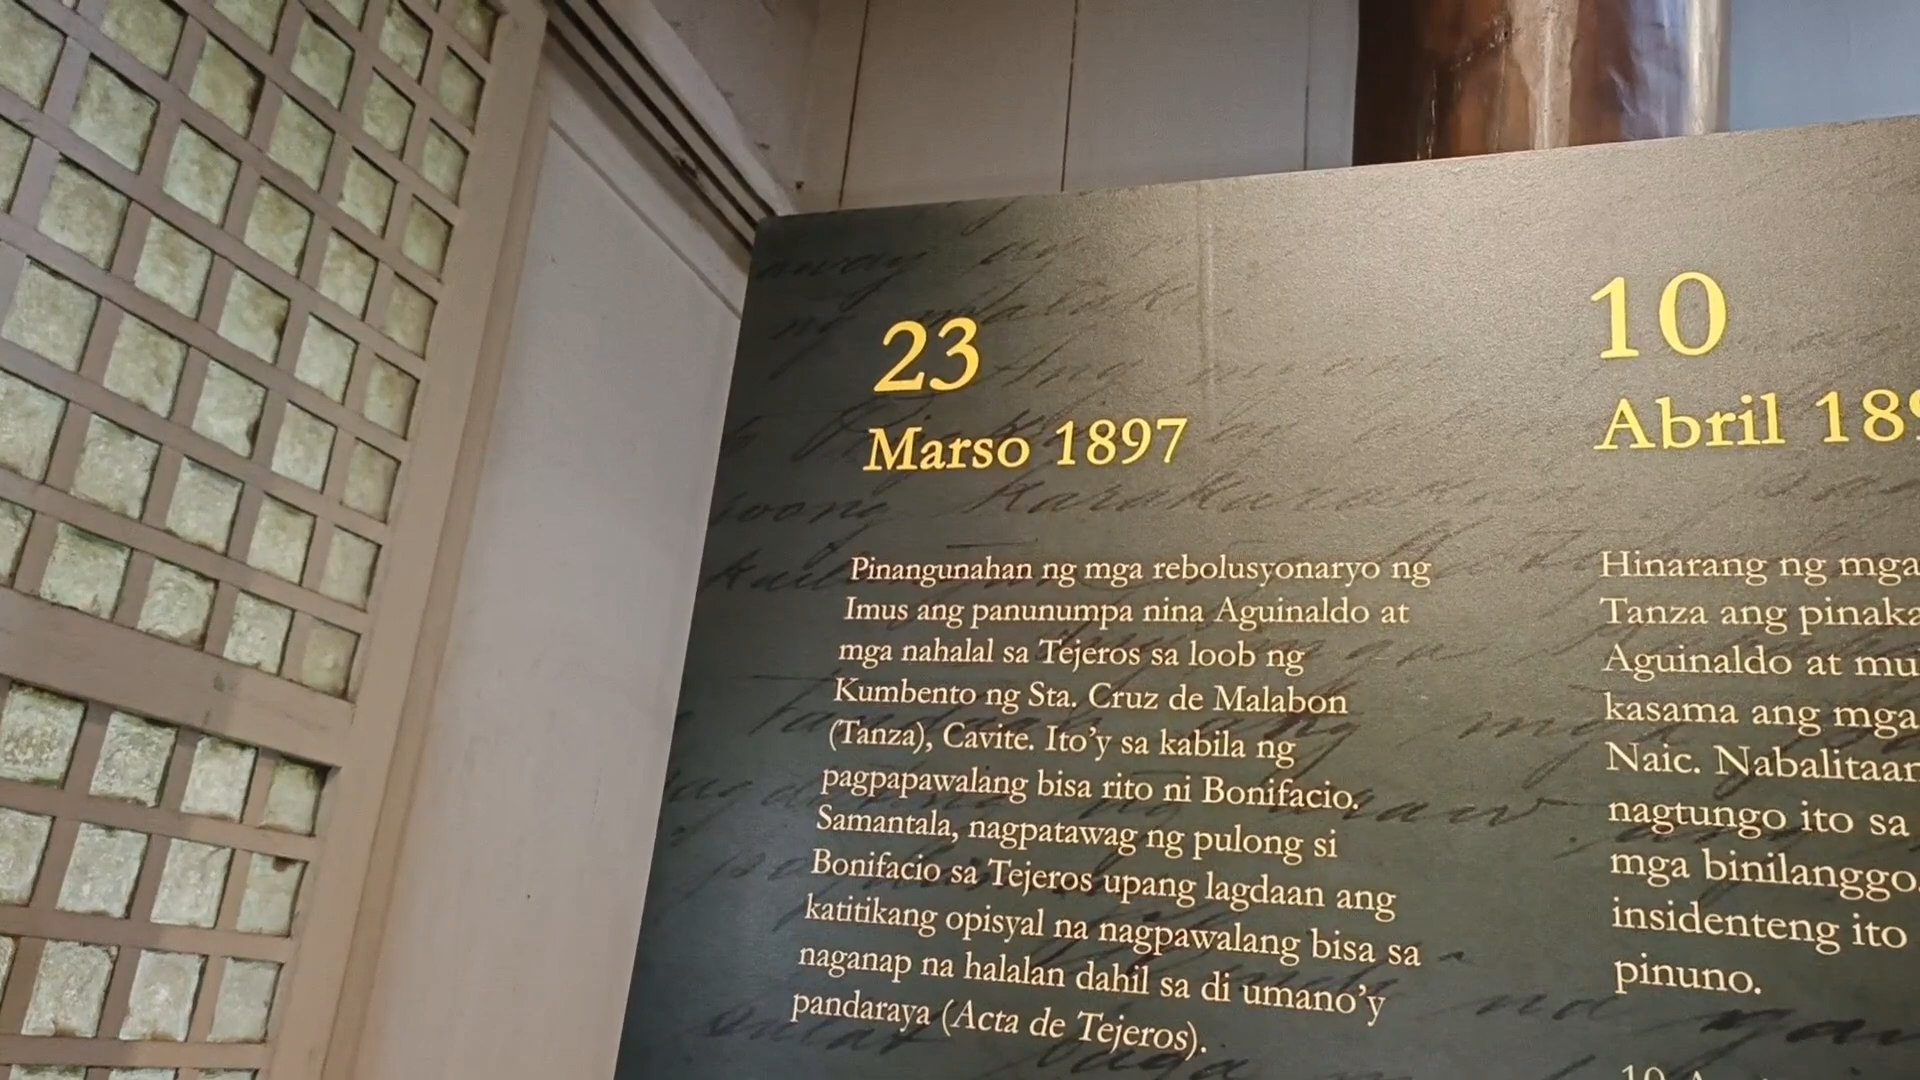 23
Marso 1897
Pinangunahan ng mga rebolusyonaryo ng
Imus ang panunumpa nina Aguinaldo at
mga nahalal sa Tejeros sa loob ng
Kumbento ng Sta. Cruz de Malabon
(Tanza), Cavite. Ito'y sa kabila ng
pagpapawalang bisa rito ni Bonifacio.
Samantala, nagpatawag ng pulong si
Bonifacio sa Tejeros upang lagdaan ang
katitikang opisyal na nagpawalang bisa sa
naganap na halalan dahil sa di umano'y
pandaraya (Acta de Tejeros).
10
Abril 189
Hinarang ng mga
Tanza ang pinaka
Aguinaldo at mu
kasama ang mga
Naic. Nabalitaan
nagtungo ito sa
mga binilanggo.
insidenteng ito
pinuno.